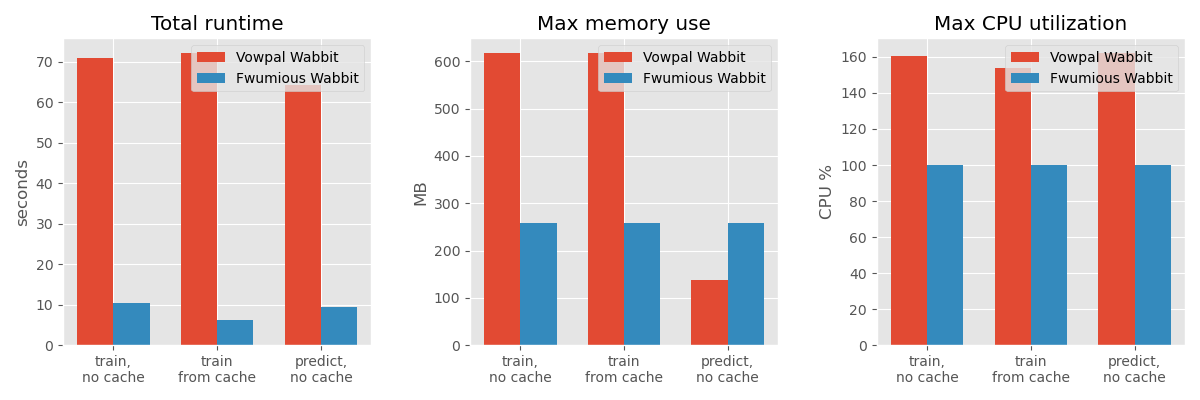 Total runtime
Vowpal Wabbit
Fwumious Wabbit
seconds
70
60
50
40
30
20
10
0
train,
no cache
train
from cache
predict,
no cache
Max memory use
Vowpal Wabbit
Fwumious Wabbit
MB
600
500
400
300
200
100
0
train,
no cache
train
from cache
predict,
no cache
Max CPU utilization
Vowpal Wabbit
Fwumious Wabbit
CPU %
160
140
120
100
80
60
40
20
0
train,
no cache
train
from cache
predict,
no cache